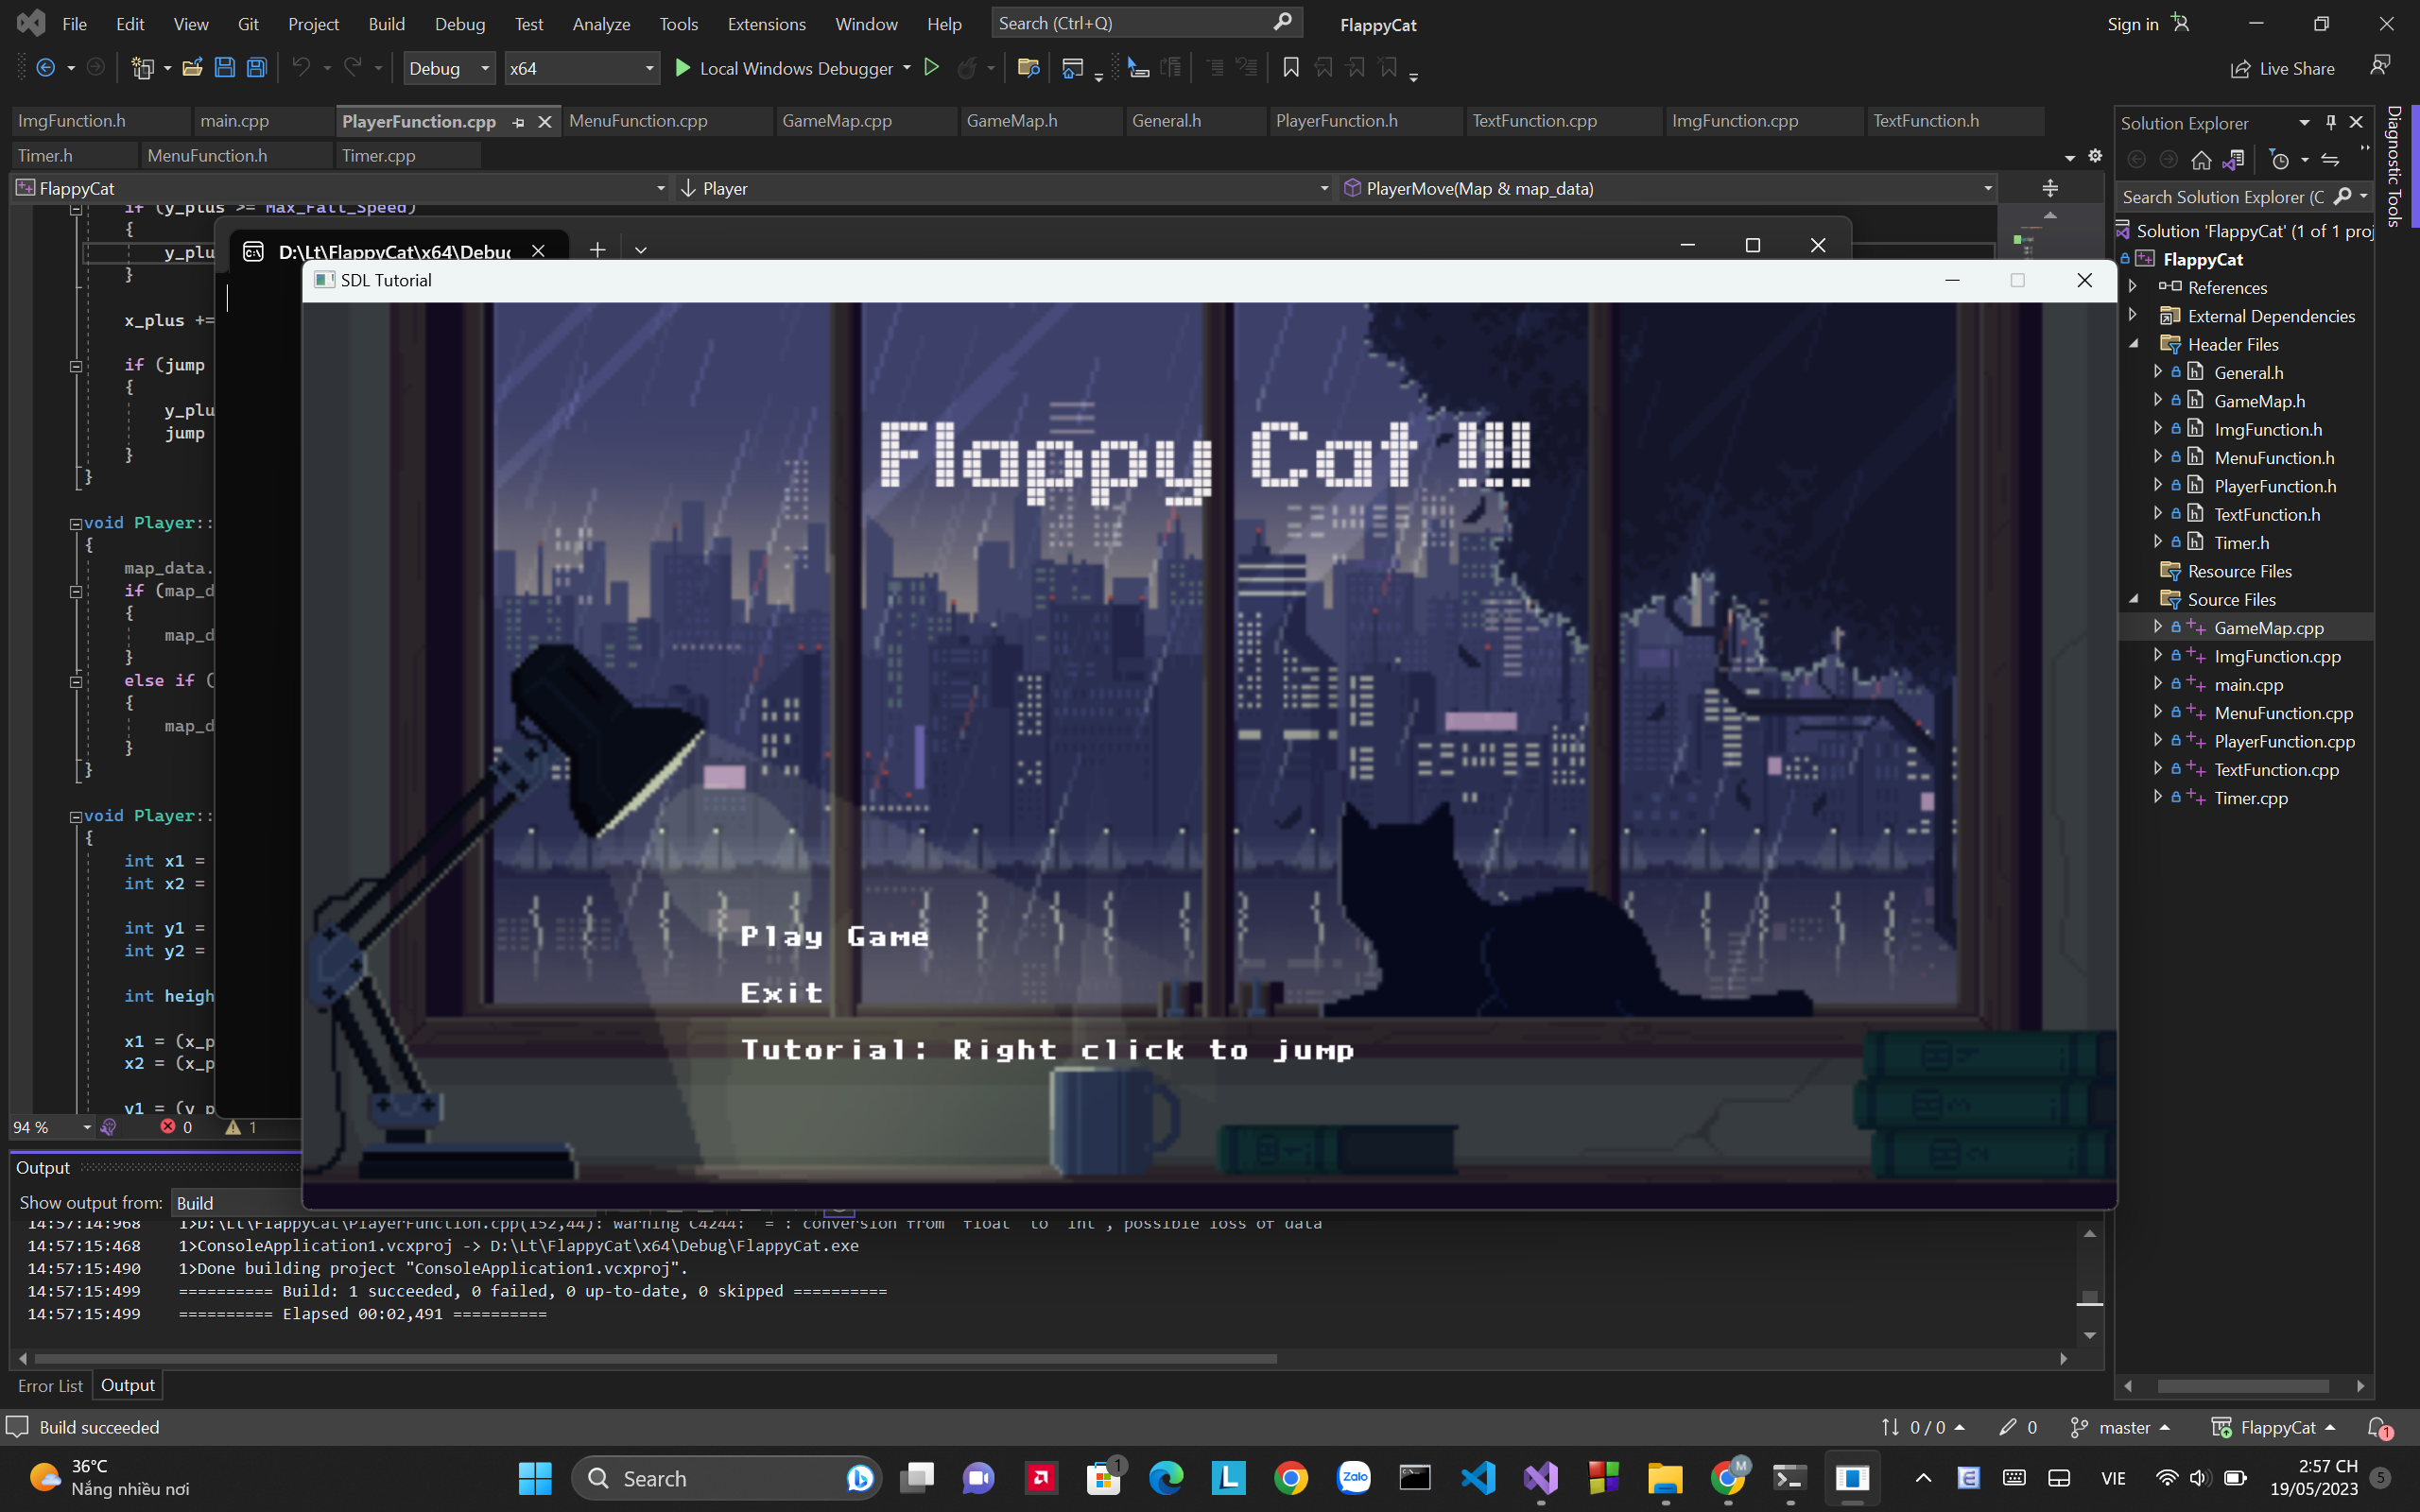 File Edit View Git Project Build Debug Test Analyze Tools Extensions Window Help Search (Ctrl+Q) FlappyCat Sign in
Debug x64 Local Windows Debugger Live Share
ImgFunction.h main.cpp PlayerFunction.cpp MenuFunction.cpp GameMap.cpp GameMap.h General.h PlayerFunction.h TextFunction.cpp ImgFunction.cpp TextFunction.h
Timer.h MenuFunction.h Timer.cpp
FlappyCat Player PlayerMove(Map & map_data)
if (y_plus >= Max_Fall_Speed)
{
y_plu
}
x_plus +=
if (jump
{
y_plu
jump
}
}
void Player::
{
map_data.
if (map_d
{
map_d
}
else if (
{
map_d
}
}
void Player::
{
int x1 =
int x2 =
int y1 =
int y2 =
int heigh
x1 = (x_p
x2 = (x_p
y1 = (y_p
94 % 0 1
D:\Lt\FlappyCat\x64\Debug
SDL Tutorial
Flappy Cat !!!
Play Game
Exit
Tutorial: Right click to jump
Solution Explorer
Search Solution Explorer (C
Solution 'FlappyCat' (1 of 1 proj
FlappyCat
References
External Dependencies
Header Files
General.h
GameMap.h
ImgFunction.h
MenuFunction.h
PlayerFunction.h
TextFunction.h
Timer.h
Resource Files
Source Files
GameMap.cpp
ImgFunction.cpp
main.cpp
MenuFunction.cpp
PlayerFunction.cpp
TextFunction.cpp
Timer.cpp
Diagnostic Tools
Output
Show output from: Build
14:57:14:968 1>D:\Lt\FlappyCat\PlayerFunction.cpp(152,44): warning C4244: '=': conversion from 'float' to 'int', possible loss of data
14:57:15:468 1>ConsoleApplication1.vcxproj -> D:\Lt\FlappyCat\x64\Debug\FlappyCat.exe
14:57:15:490 1>Done building project "ConsoleApplication1.vcxproj".
14:57:15:499 ========== Build: 1 succeeded, 0 failed, 0 up-to-date, 0 skipped ==========
14:57:15:499 ========== Elapsed 00:02,491 ==========
Error List Output
Build succeeded 0 / 0 0 master FlappyCat 1
36°C
Nắng nhiều nơi
Search
Zalo
VIE
2:57 CH
19/05/2023
5